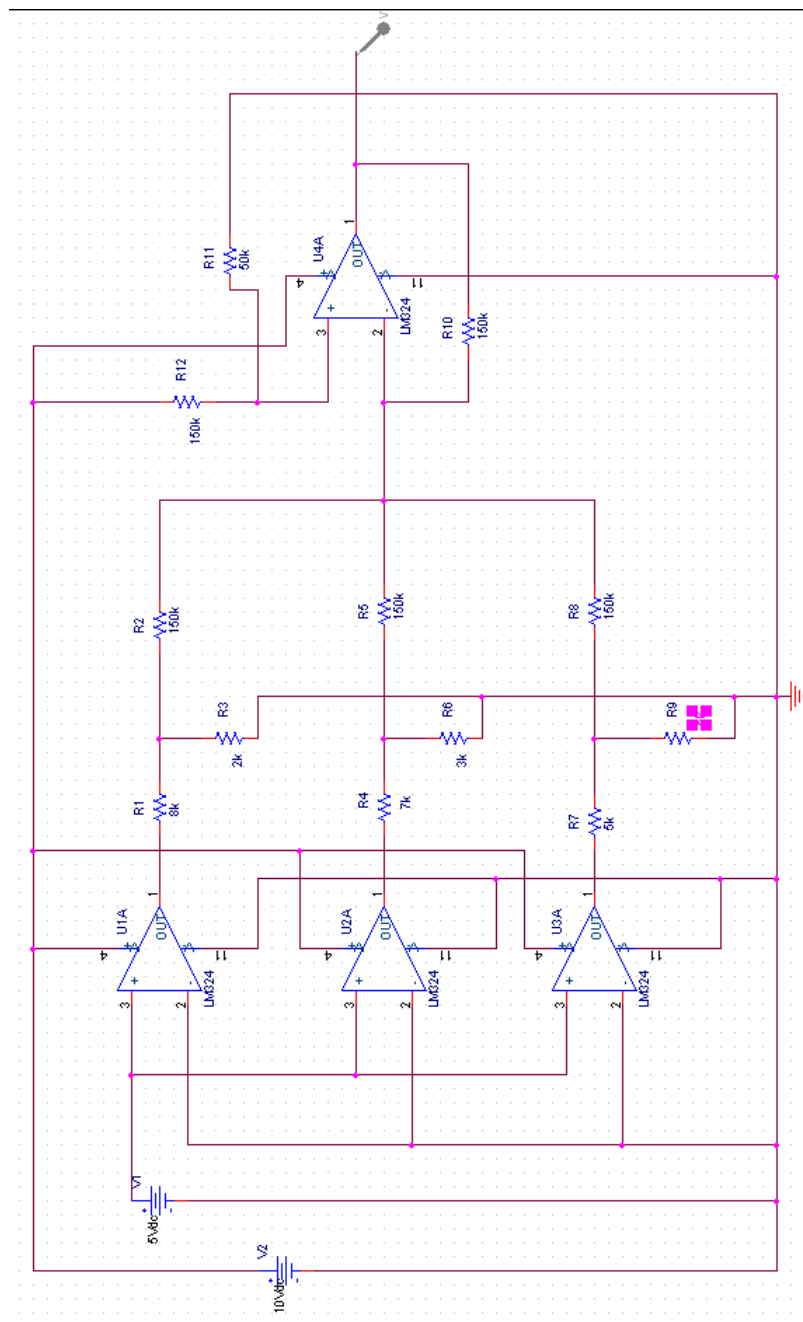 V
R11
50k
U4A
1
OUT
4
11
+
-
3
2
LM324
R10
150k
R12
150k
R2
150k
R5
150k
R8
150k
R3
2k
R6
3k
R9
R1
8k
R4
7k
R7
5k
U1A
1
OUT
4
11
+
-
3
2
LM324
U2A
1
OUT
4
11
+
-
3
2
LM324
U3A
1
OUT
4
11
+
-
3
2
LM324
V1
5Vdc
V2
10Vdc